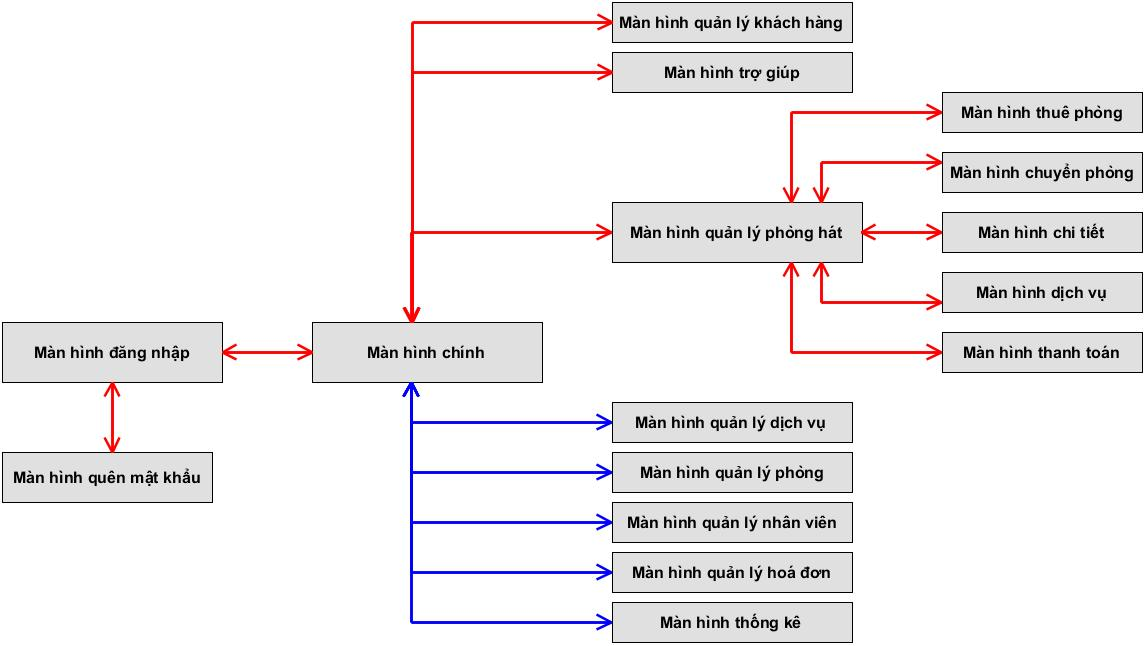 Màn hình quản lý khách hàng
Màn hình trợ giúp
Màn hình thuê phòng
Màn hình chuyển phòng
Màn hình quản lý phòng hát
Màn hình chi tiết
Màn hình dịch vụ
Màn hình đăng nhập
Màn hình chính
Màn hình thanh toán
Màn hình quản lý dịch vụ
Màn hình quên mật khẩu
Màn hình quản lý phòng
Màn hình quản lý nhân viên
Màn hình quản lý hoá đơn
Màn hình thống kê